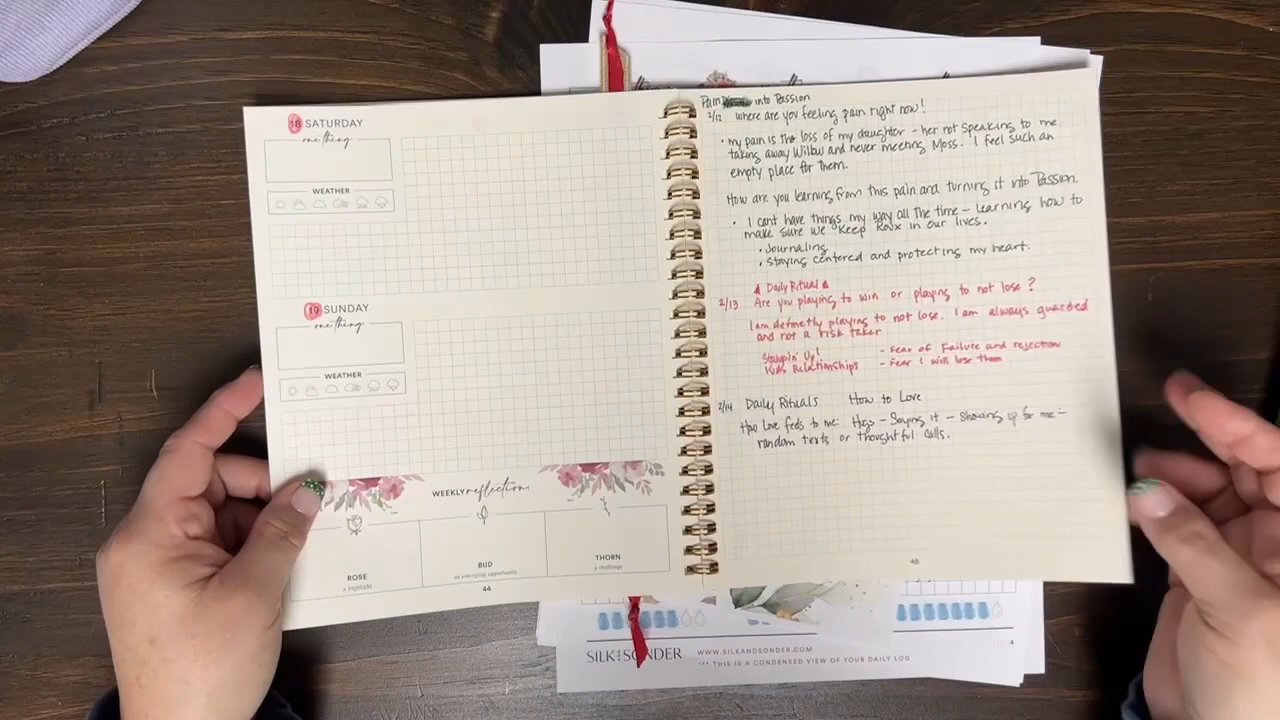 18 SATURDAY
one thing
WEATHER
19 SUNDAY
one thing
WEATHER
WEEKLY reflection
ROSE
a highlight
BUD
an emerging opportunity
THORN
a challenge
44
Pain into Passion
2/12 where are you feeling pain right now!
• my pain is the loss of my daughter - her not speaking to me
taking away Willow and never meeting Moss. I feel such an
empty place for them.
How are you learning from this pain and turning it into Passion.
• I cant have things my way all the time - Learning how to
make sure we keep Roux in our lives.
• Journaling
• Staying centered and protecting my heart.
Daily Ritual
2/13 Are you playing to win or playing to not lose?
I am definetly playing to not lose. I am always guarded
and not a risk taker
Stampin' Up! - Fear of Failure and rejection
Kids Relationships - Fear I will lose them
2/14 Daily Rituals How to Love
How Love feels to me: Hugs - Saying it - Showing up for me -
random texts or thoughtful calls.
45
4
SILK AND SONDER
WWW.SILKANDSONDER.COM
*** THIS IS A CONDENSED VIEW OF YOUR DAILY LOG